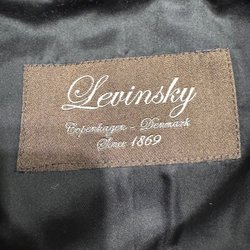 Levinsky
Copenhagen - Denmark
Since 1869